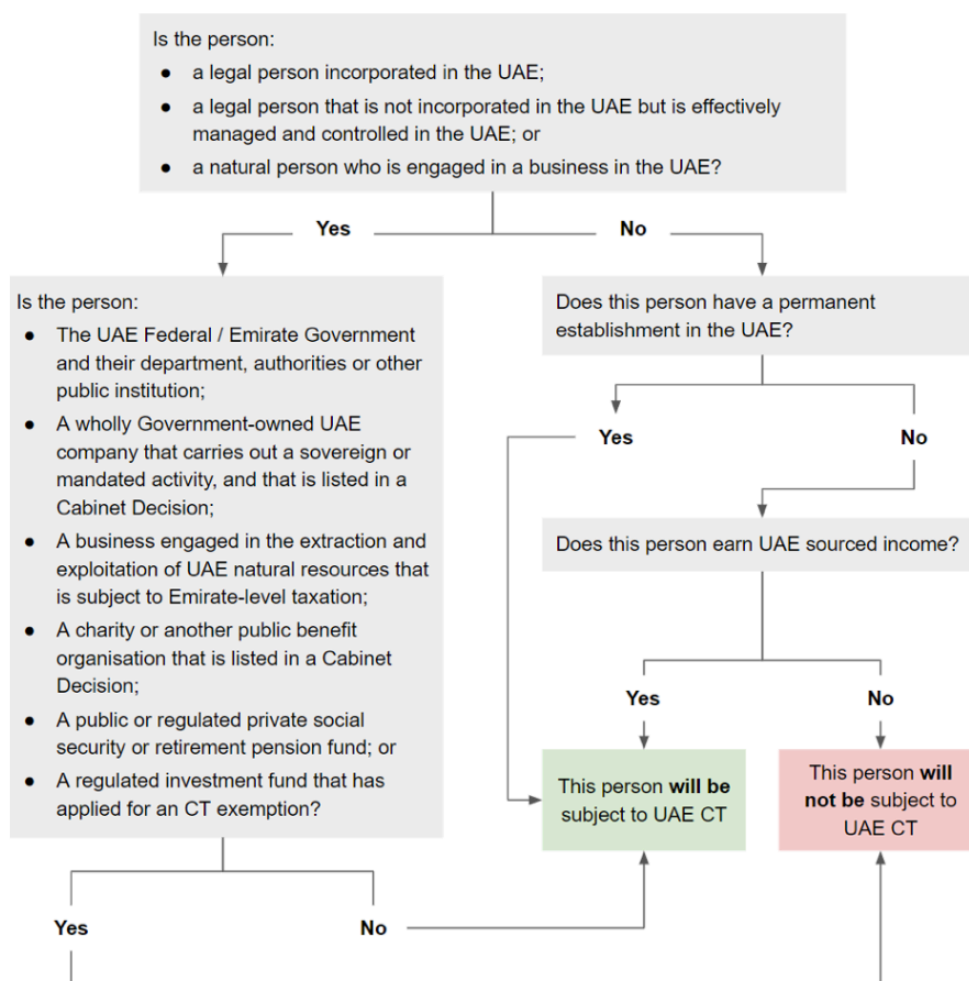 Is the person:
● a legal person incorporated in the UAE;
● a legal person that is not incorporated in the UAE but is effectively
managed and controlled in the UAE; or
● a natural person who is engaged in a business in the UAE?
Yes
No
Is the person:
● The UAE Federal / Emirate Government
and their department, authorities or other
public institution;
● A wholly Government-owned UAE
company that carries out a sovereign or
mandated activity, and that is listed in a
Cabinet Decision;
● A business engaged in the extraction and
exploitation of UAE natural resources that
is subject to Emirate-level taxation;
● A charity or another public benefit
organisation that is listed in a Cabinet
Decision;
● A public or regulated private social
security or retirement pension fund; or
● A regulated investment fund that has
applied for an CT exemption?
Does this person have a permanent
establishment in the UAE?
Yes
No
Does this person earn UAE sourced income?
Yes
No
This person will be
subject to UAE CT
This person will
not be subject to
UAE CT
Yes
No